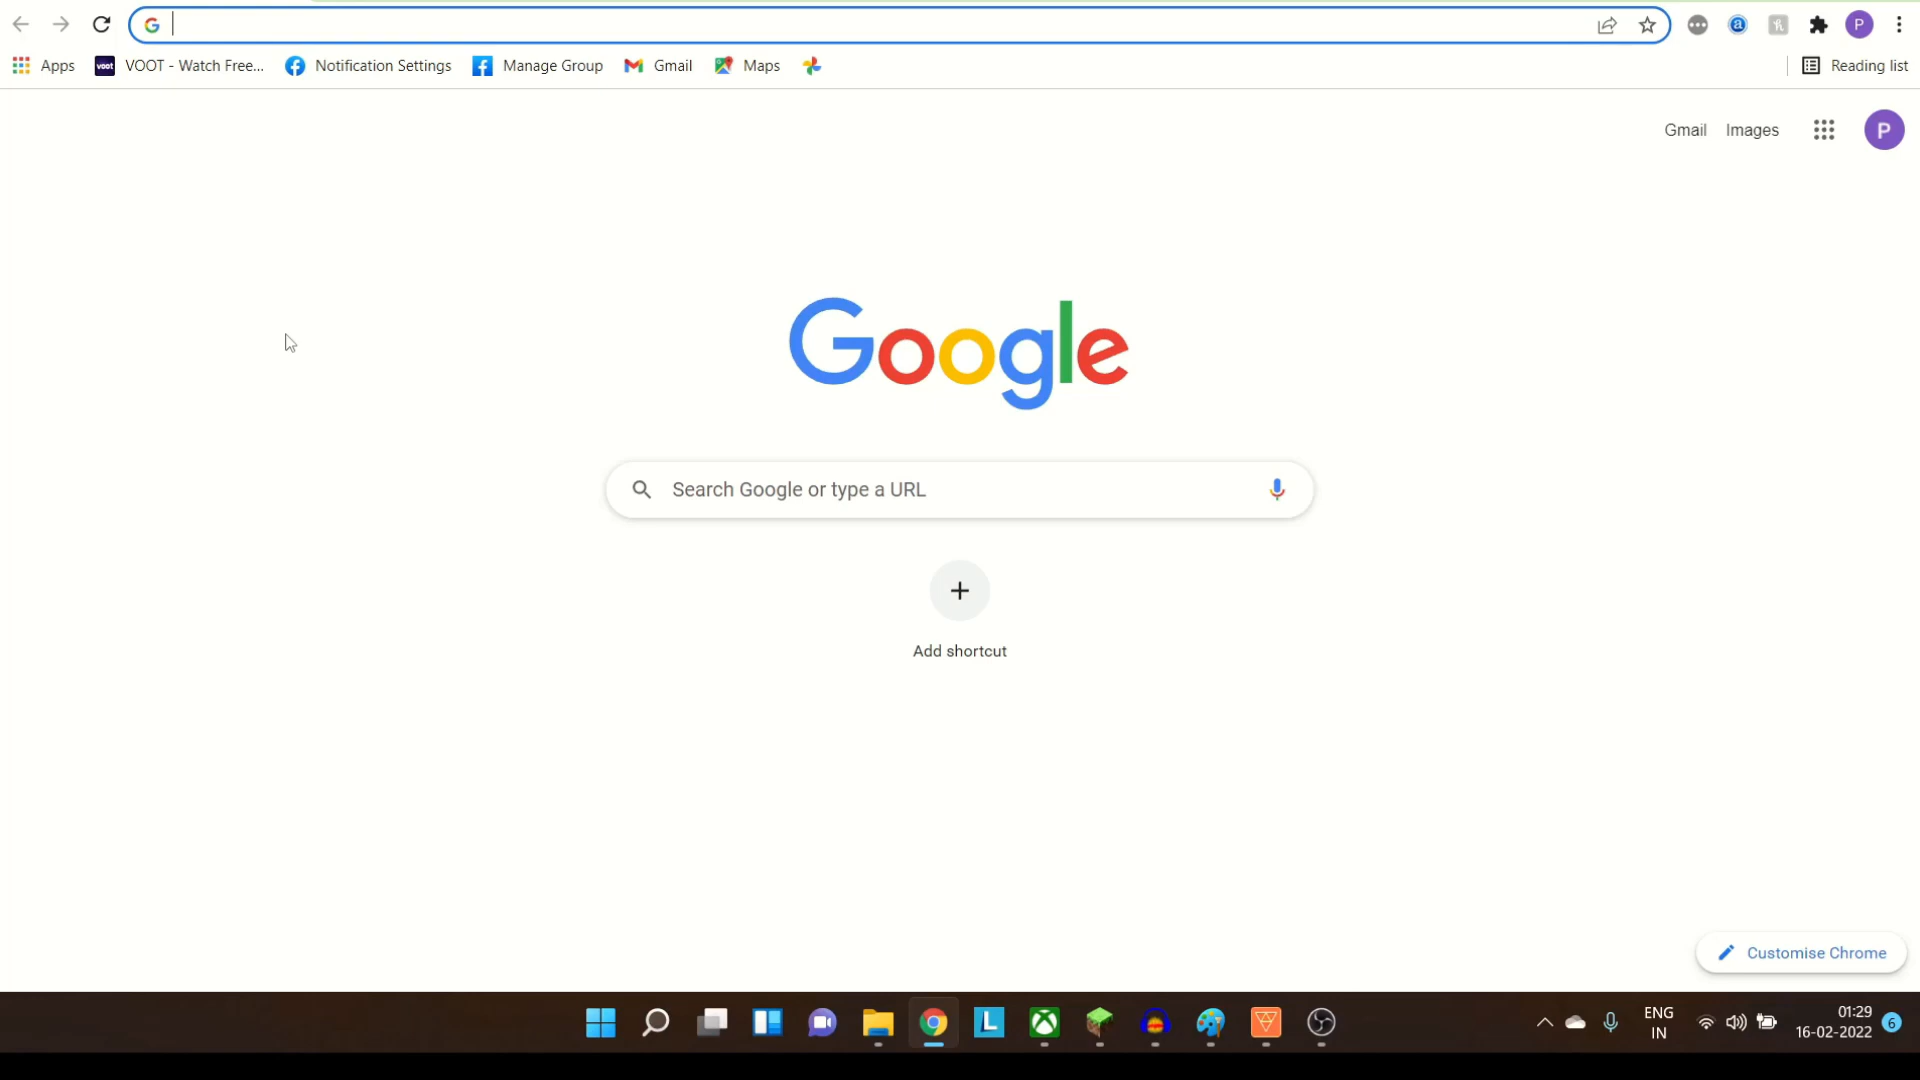 Apps VOOT - Watch Free... Notification Settings Manage Group Gmail Maps Reading list
Gmail Images P
Google
Search Google or type a URL
Add shortcut
Customise Chrome
ENG
IN
01:29
16-02-2022
6